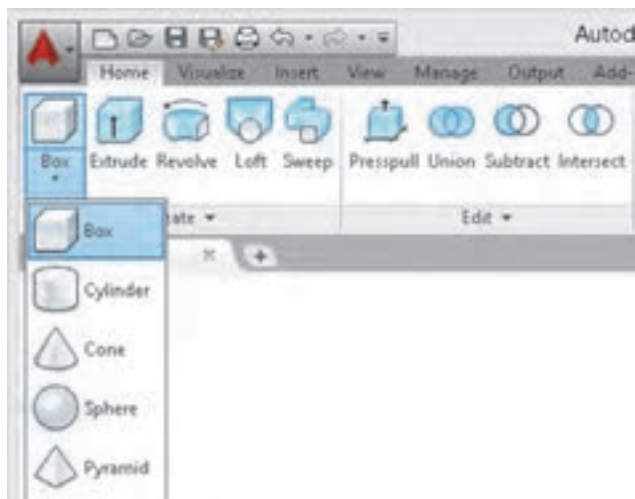 Autod
Home Visualize Insert View Manage Output Add-
Box Extrude Revolve Loft Sweep Presspull Union Subtract Intersect
ate Edit
Box
Cylinder
Cone
Sphere
Pyramid